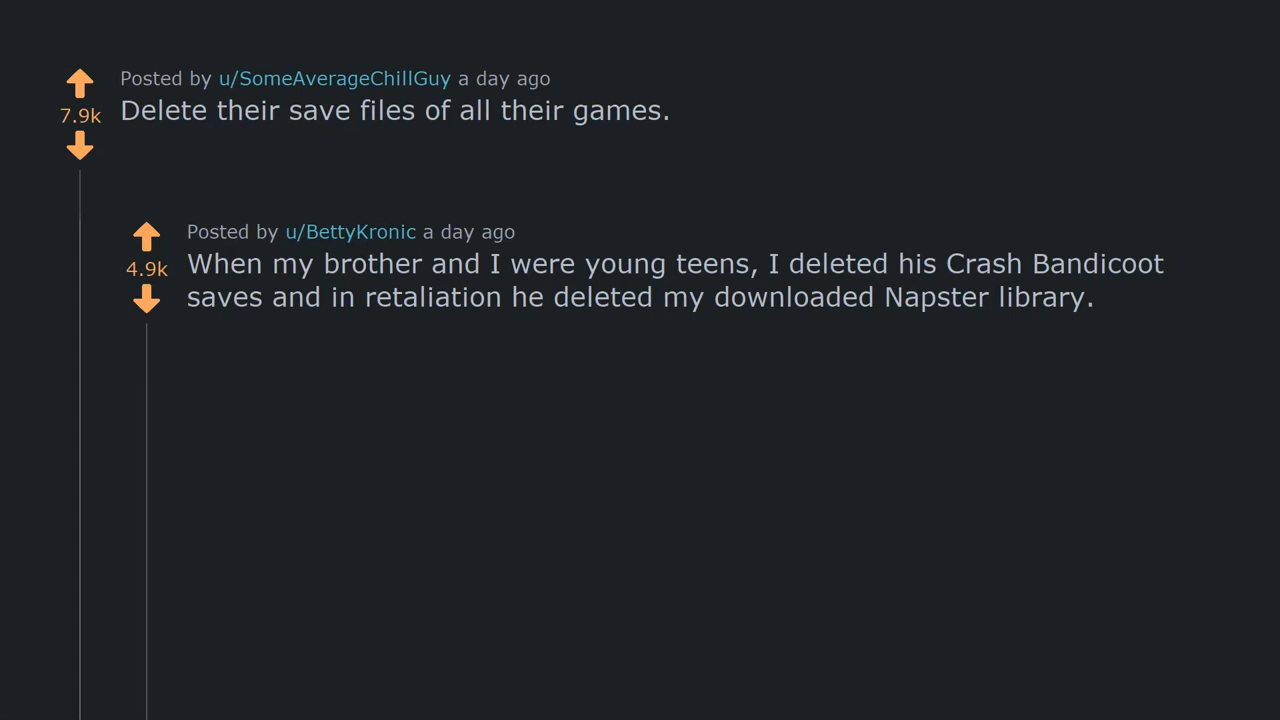 Posted by u/SomeAverageChillGuy a day ago
7.9k
Delete their save files of all their games.
Posted by u/BettyKronic a day ago
4.9k
When my brother and I were young teens, I deleted his Crash Bandicoot
saves and in retaliation he deleted my downloaded Napster library.